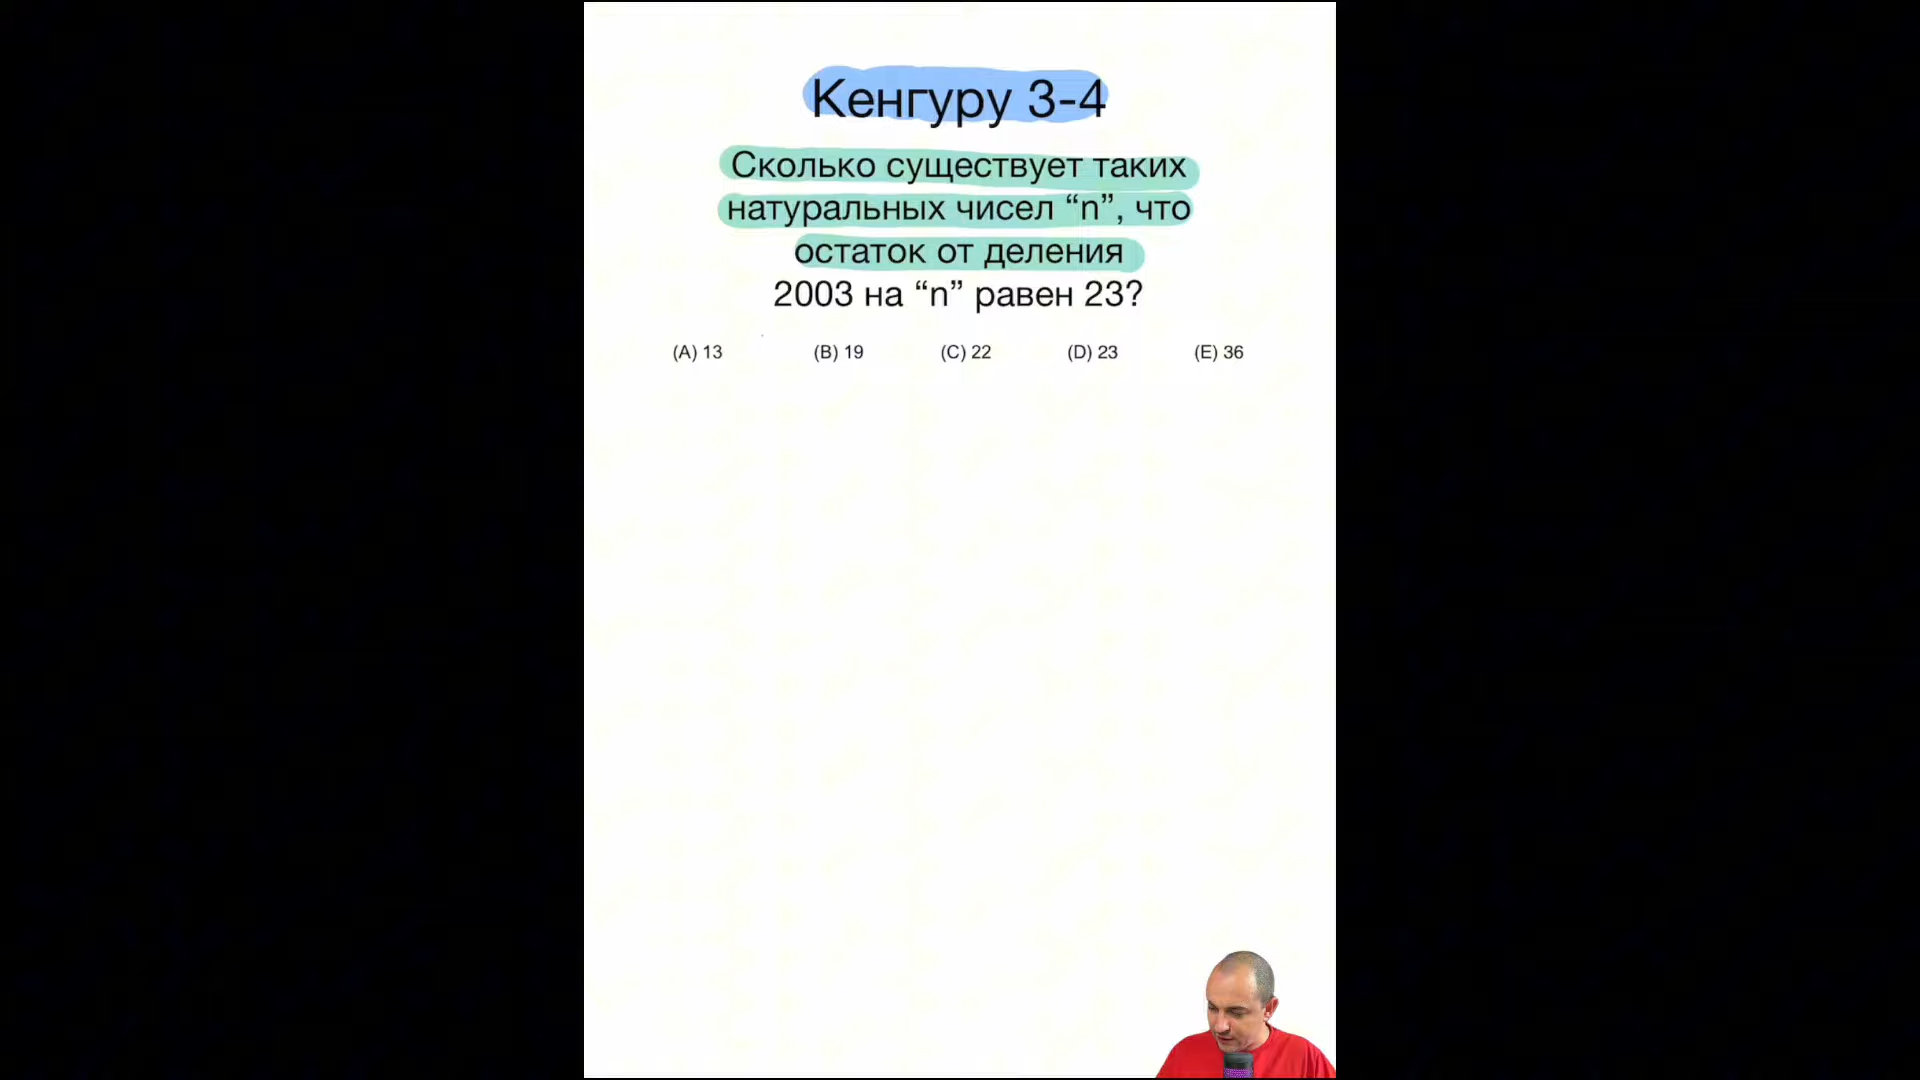 Кенгуру 3-4
Сколько существует таких
натуральных чисел “n”, что
остаток от деления
2003 на “n” равен 23?
(A) 13 (B) 19 (C) 22 (D) 23 (E) 36